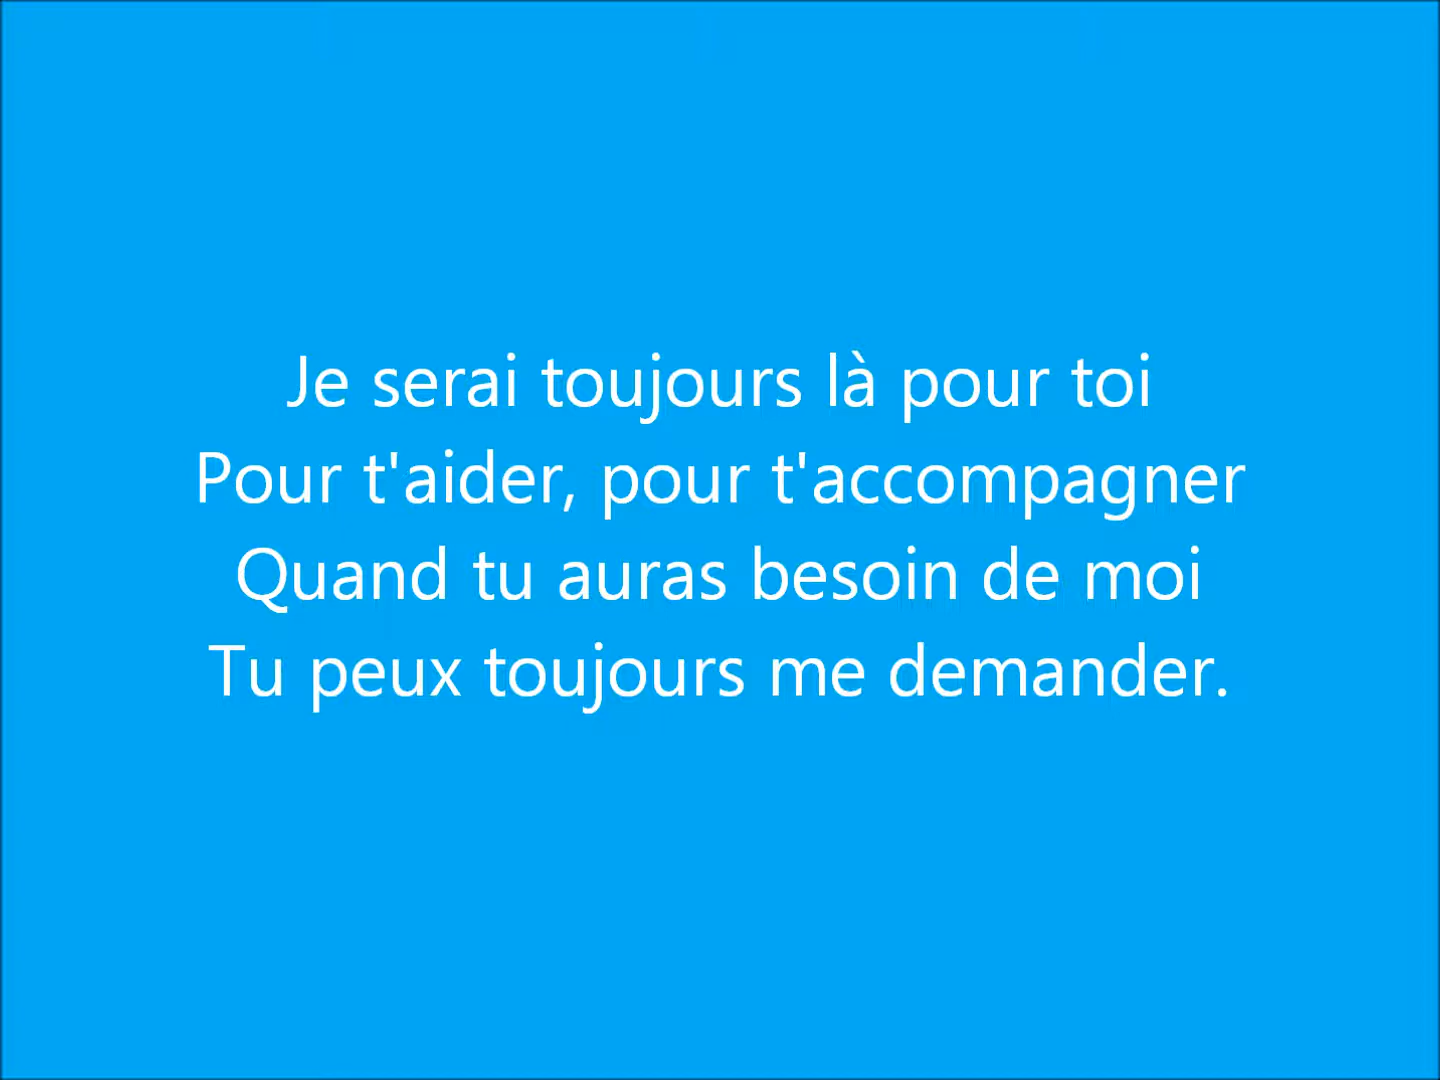 Je serai toujours là pour toi
Pour t'aider, pour t'accompagner
Quand tu auras besoin de moi
Tu peux toujours me demander.